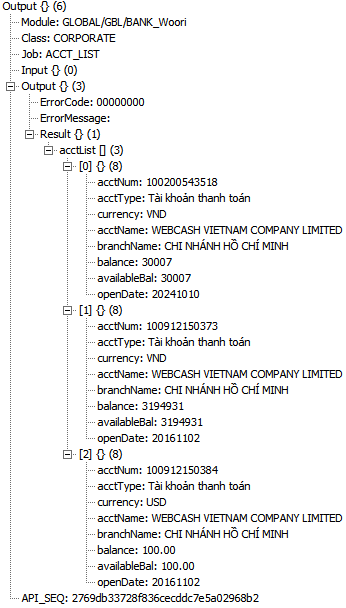 Output {} (6)
Module: GLOBAL/GBL/BANK_Woori
Class: CORPORATE
Job: ACCT_LIST
Input {} (0)
Output {} (3)
ErrorCode: 00000000
ErrorMessage:
Result {} (1)
acctList [] (3)
[0] {} (8)
acctNum: 100200543518
acctType: Tài khoản thanh toán
currency: VND
acctName: WEBCASH VIETNAM COMPANY LIMITED
branchName: CHI NHÁNH HỒ CHÍ MINH
balance: 30007
availableBal: 30007
openDate: 20241010
[1] {} (8)
acctNum: 100912150373
acctType: Tài khoản thanh toán
currency: VND
acctName: WEBCASH VIETNAM COMPANY LIMITED
branchName: CHI NHÁNH HỒ CHÍ MINH
balance: 3194931
availableBal: 3194931
openDate: 20161102
[2] {} (8)
acctNum: 100912150384
acctType: Tài khoản thanh toán
currency: USD
acctName: WEBCASH VIETNAM COMPANY LIMITED
branchName: CHI NHÁNH HỒ CHÍ MINH
balance: 100.00
availableBal: 100.00
openDate: 20161102
API_SEQ: 2769db33728f836cecddc7e5a02968b2